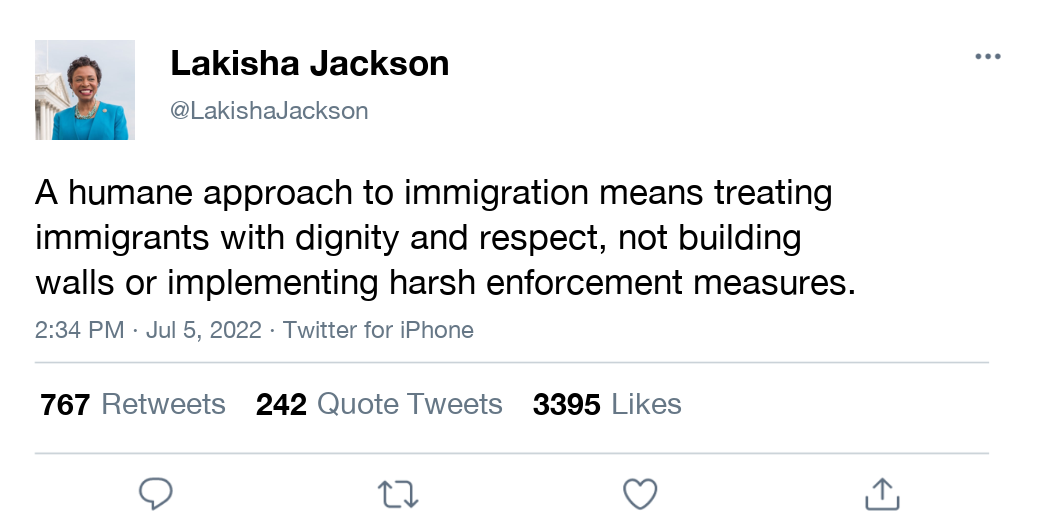 Lakisha Jackson
@LakishaJackson
A humane approach to immigration means treating
immigrants with dignity and respect, not building
walls or implementing harsh enforcement measures.
2:34 PM · Jul 5, 2022 · Twitter for iPhone
767 Retweets 242 Quote Tweets 3395 Likes